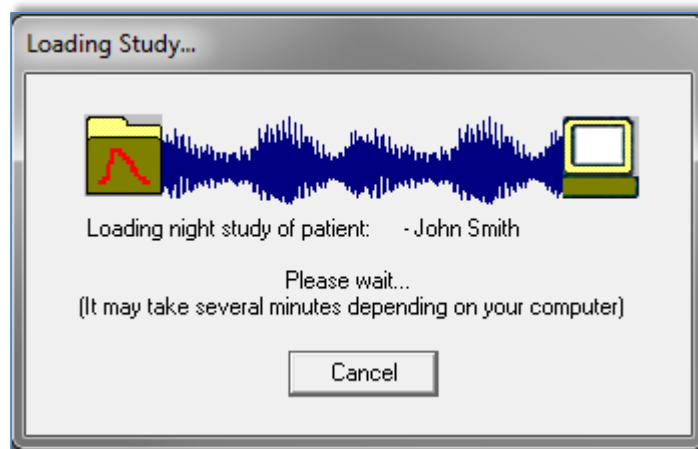 Loading Study...
Loading night study of patient: - John Smith
Please wait...
(It may take several minutes depending on your computer)
Cancel